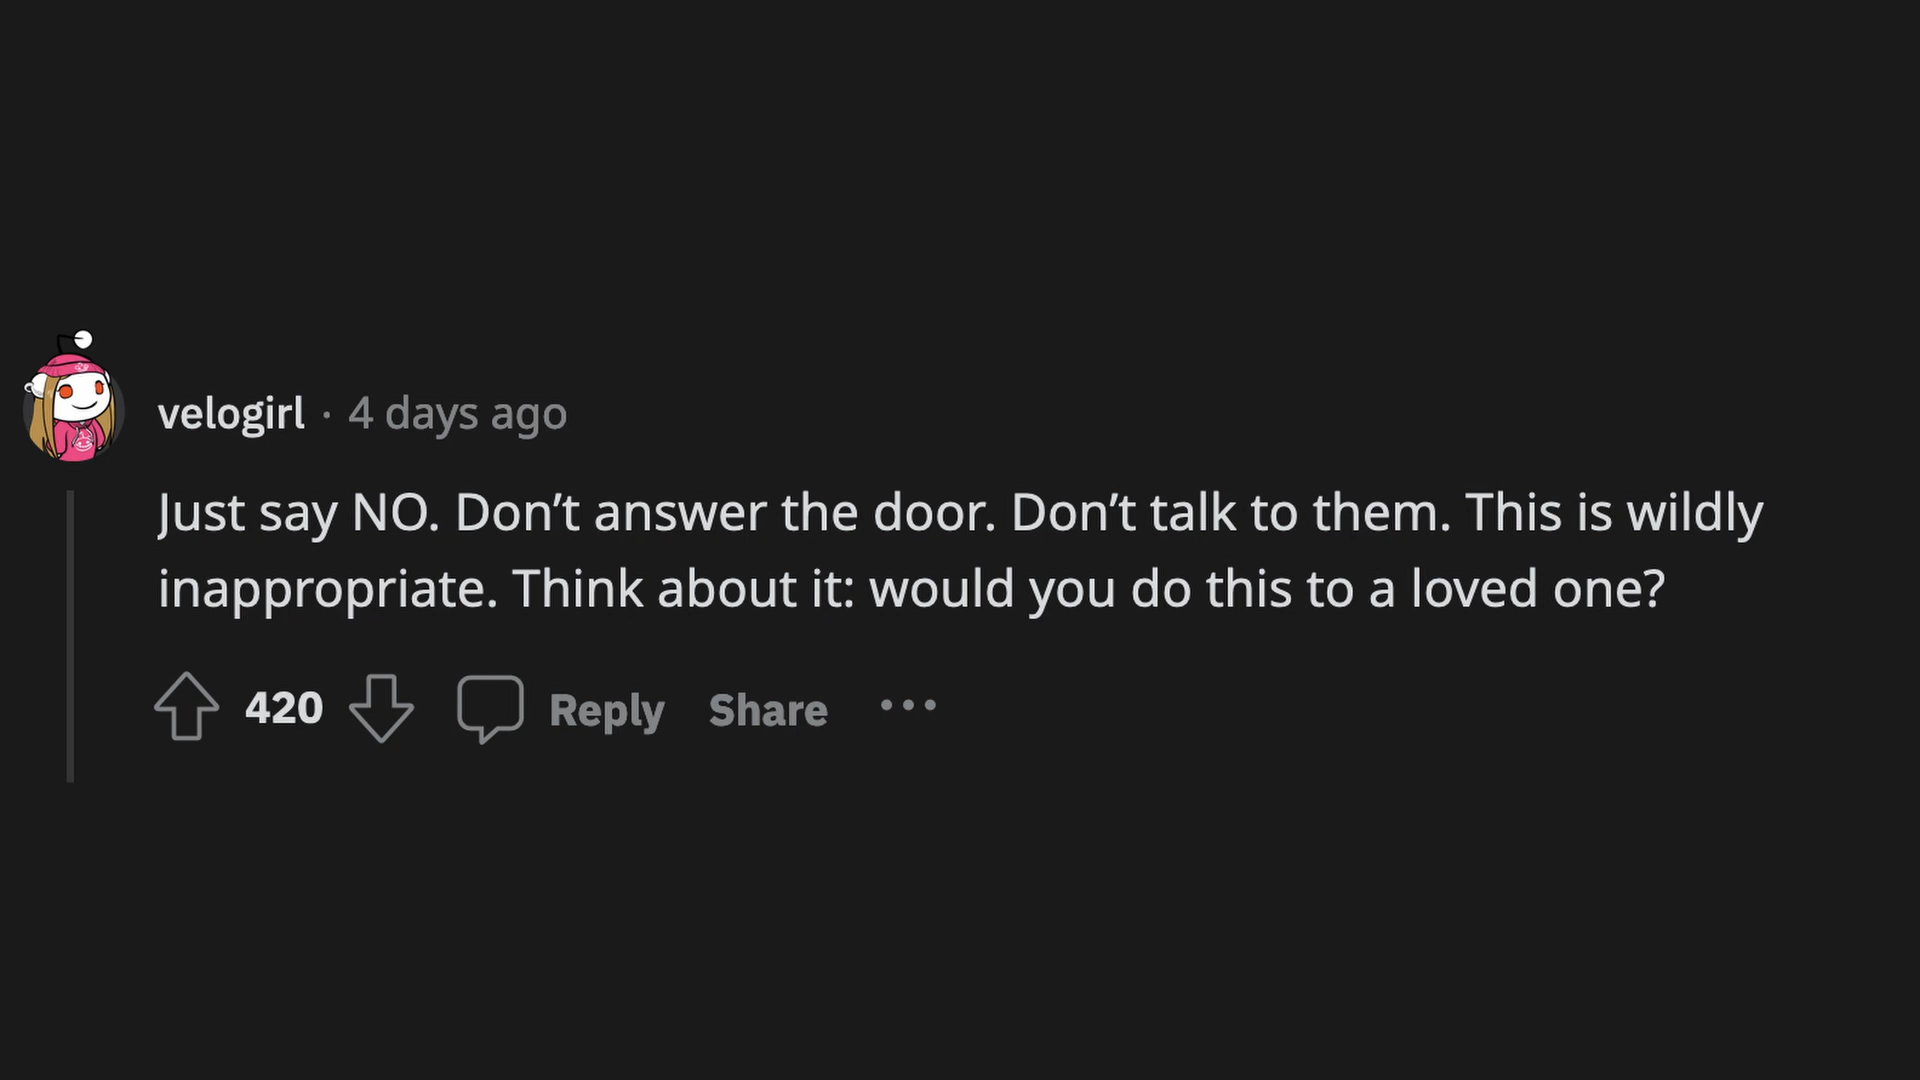 velogirl · 4 days ago
Just say NO. Don’t answer the door. Don’t talk to them. This is wildly
inappropriate. Think about it: would you do this to a loved one?
420 Reply Share ···